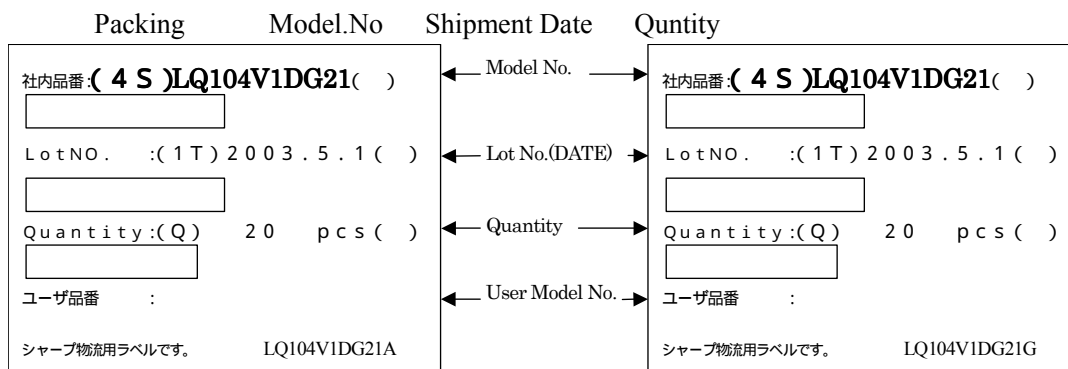 Packing Model.No Shipment Date Quntity
社内品番:(４Ｓ)LQ104V1DG21(　)
LotNO.　:(1T)2003.5.1(　)
Quantity:(Q)　20　pcs(　)
ユーザ品番　:
シャープ物流用ラベルです。　LQ104V1DG21A
Model No.
Lot No.(DATE)
Quantity
User Model No.
社内品番:(４Ｓ)LQ104V1DG21(　)
LotNO.　:(1T)2003.5.1(　)
Quantity:(Q)　20　pcs(　)
ユーザ品番　:
シャープ物流用ラベルです。　LQ104V1DG21G